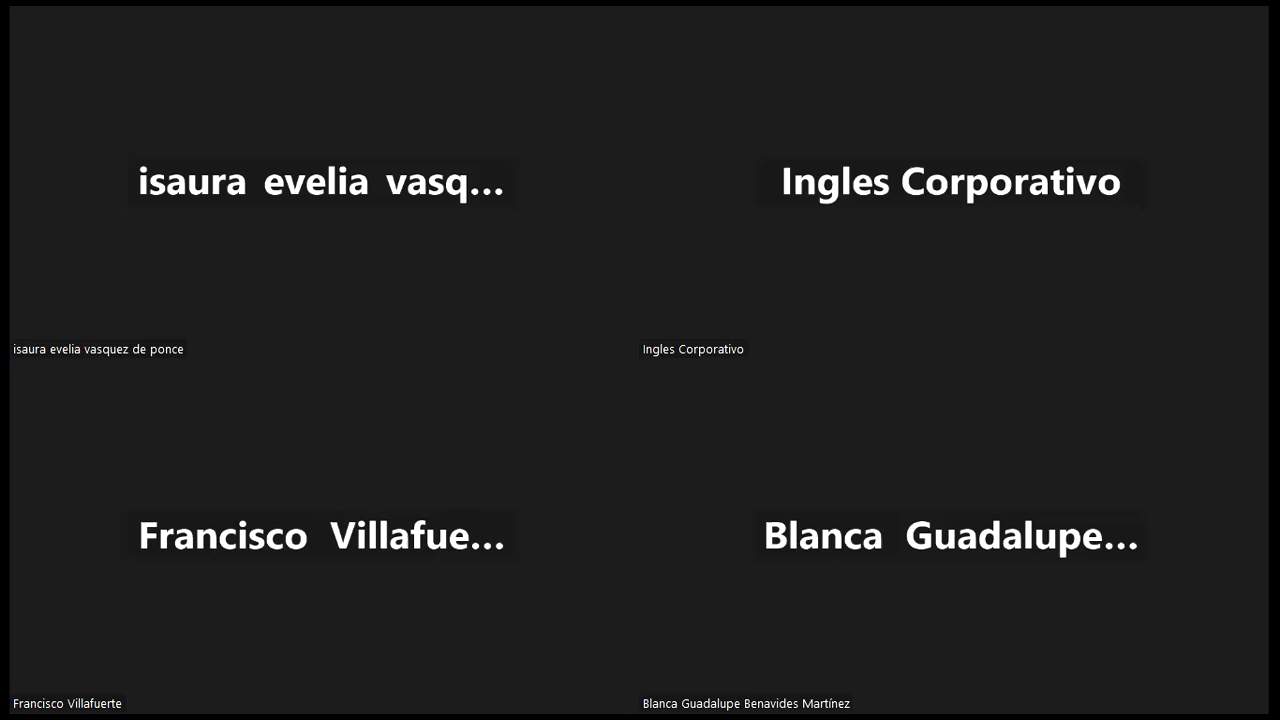 isaura evelia vasq...
Ingles Corporativo
isaura evelia vasquez de ponce
Ingles Corporativo
Francisco Villafue...
Blanca Guadalupe...
Francisco Villafuerte
Blanca Guadalupe Benavides Martínez